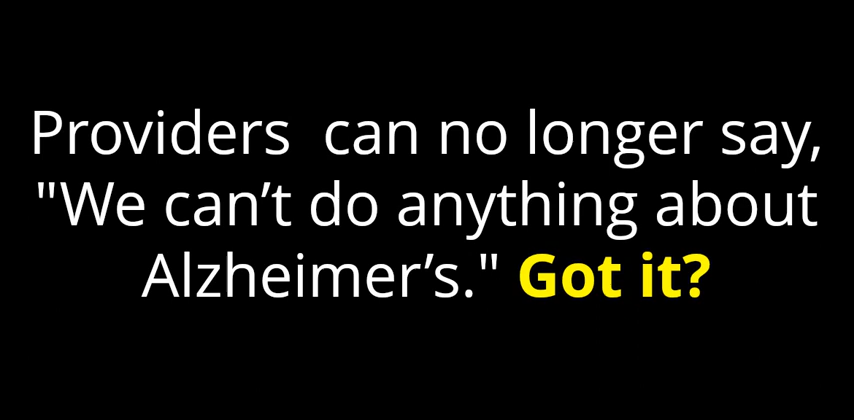 Providers  can no longer say,
"We can’t do anything about
Alzheimer’s." Got it?